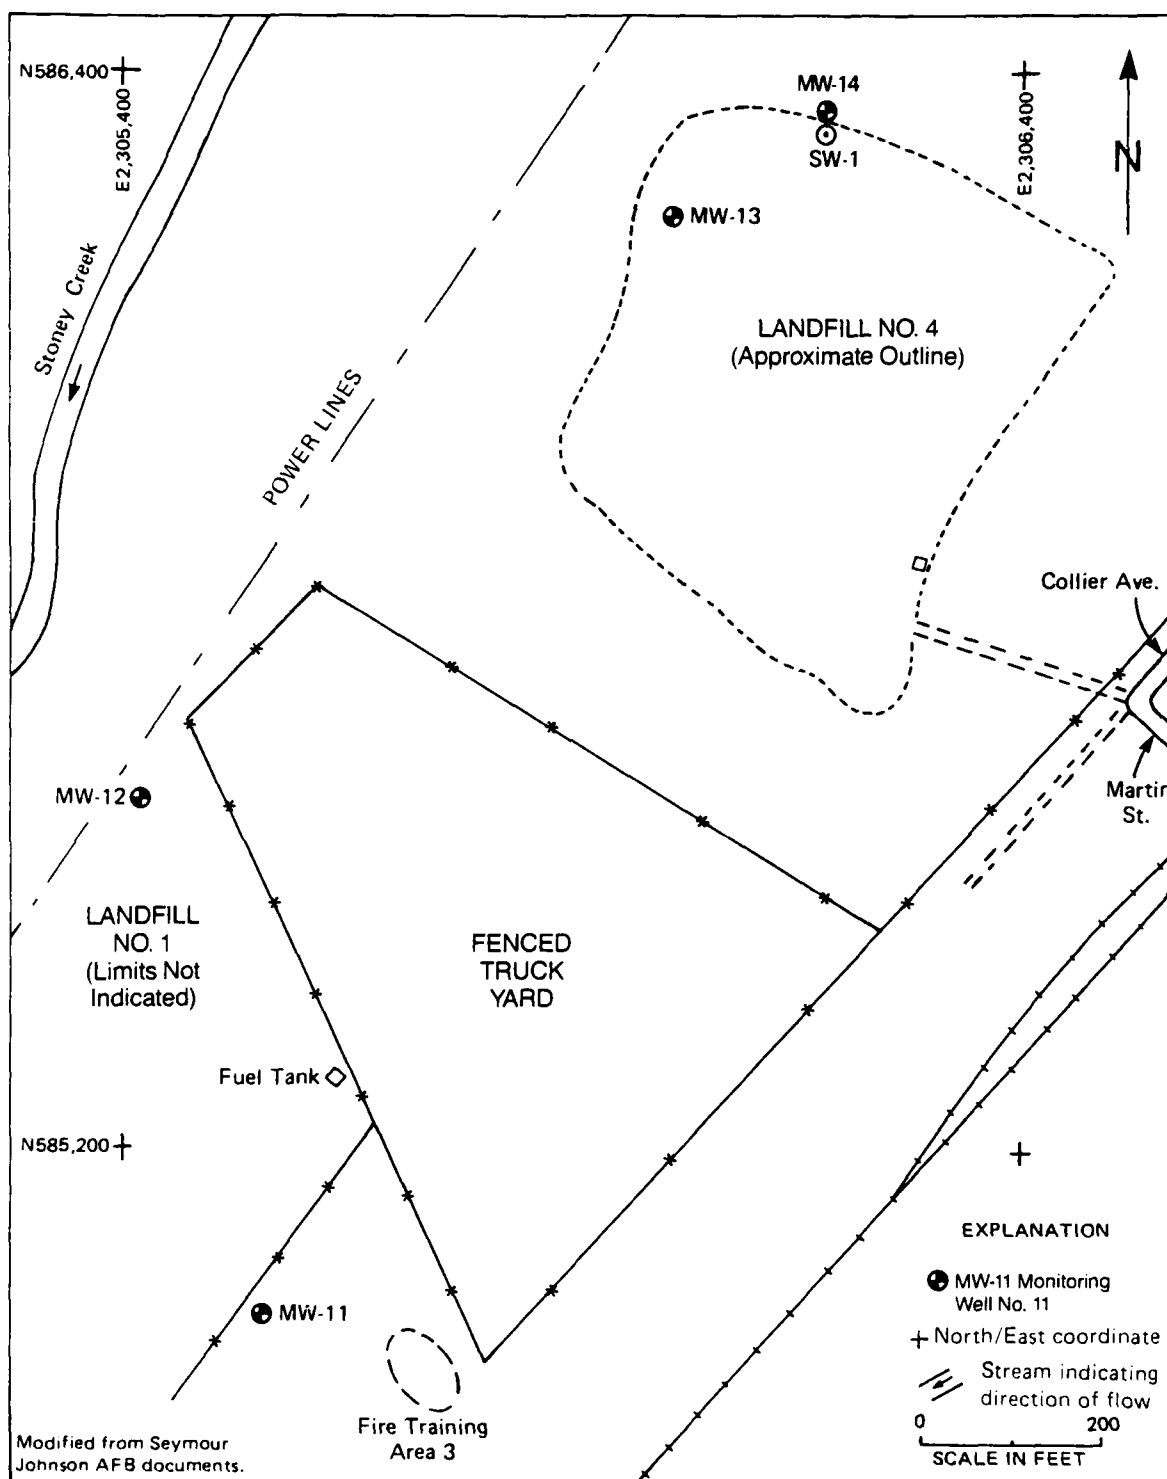 N586,400
E2,305,400
MW-14
SW-1
E2,306,400
N
MW-13
Stoney Creek
LANDFILL NO. 4
(Approximate Outline)
POWER LINES
Collier Ave.
MW-12
Martin
St.
LANDFILL
NO. 1
(Limits Not
Indicated)
FENCED
TRUCK
YARD
Fuel Tank
N585,200
EXPLANATION
MW-11 Monitoring
Well No. 11
North/East coordinate
Stream indicating
direction of flow
0 200
SCALE IN FEET
MW-11
Fire Training
Area 3
Modified from Seymour
Johnson AFB documents.